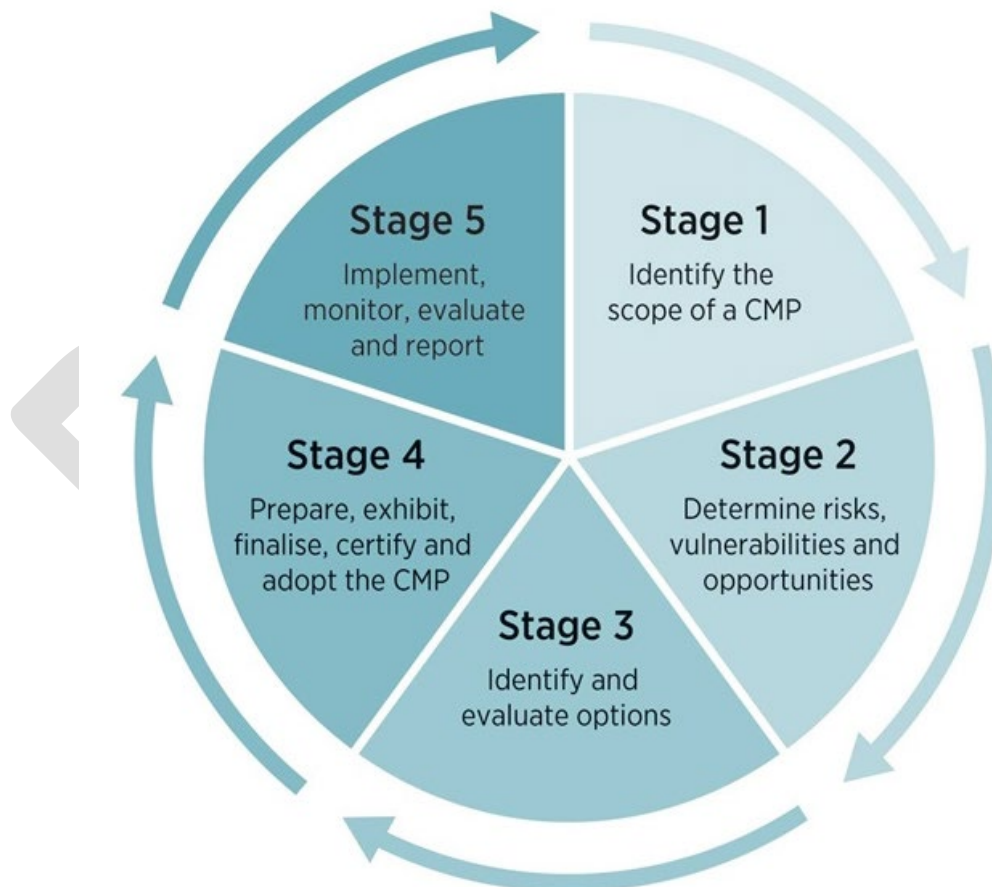 Stage 1
Identify the
scope of a CMP
Stage 2
Determine risks,
vulnerabilities and
opportunities
Stage 3
Identify and
evaluate options
Stage 4
Prepare, exhibit,
finalise, certify and
adopt the CMP
Stage 5
Implement,
monitor, evaluate
and report